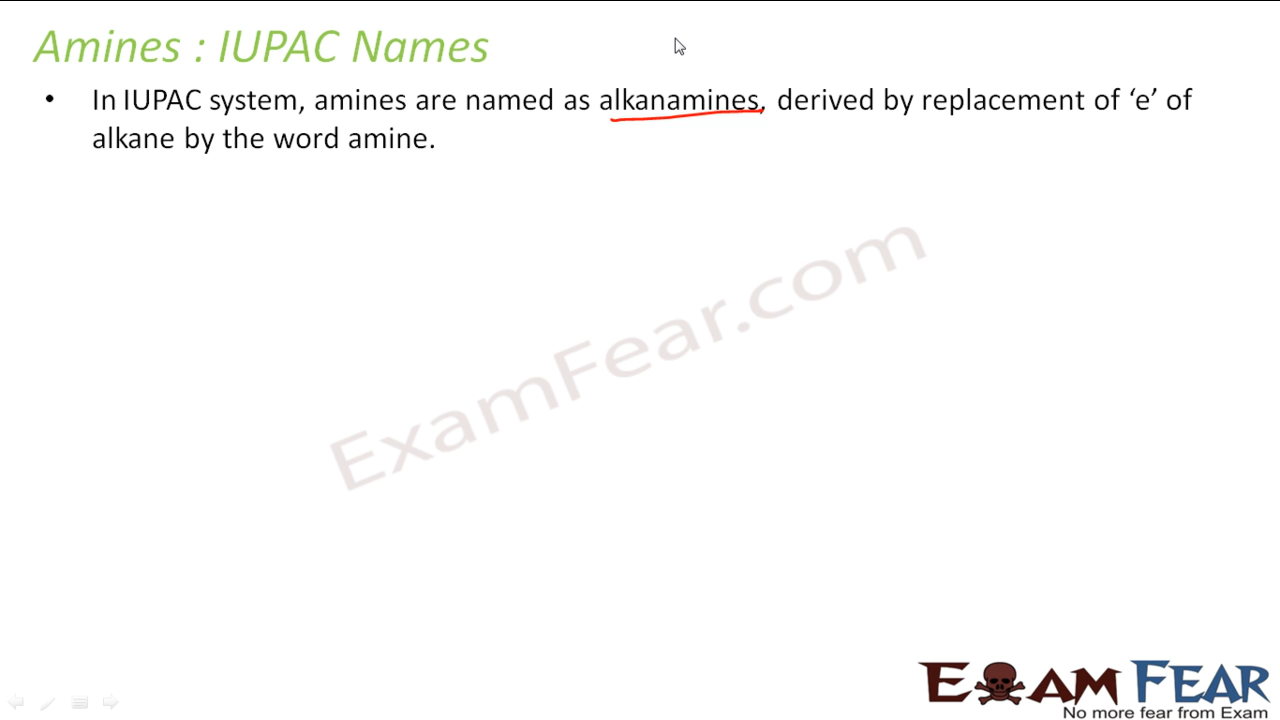 Amines : IUPAC Names
• In IUPAC system, amines are named as alkanamines, derived by replacement of ‘e’ of
alkane by the word amine.
ExamFear.com
EXAM FEAR
No more fear from Exam